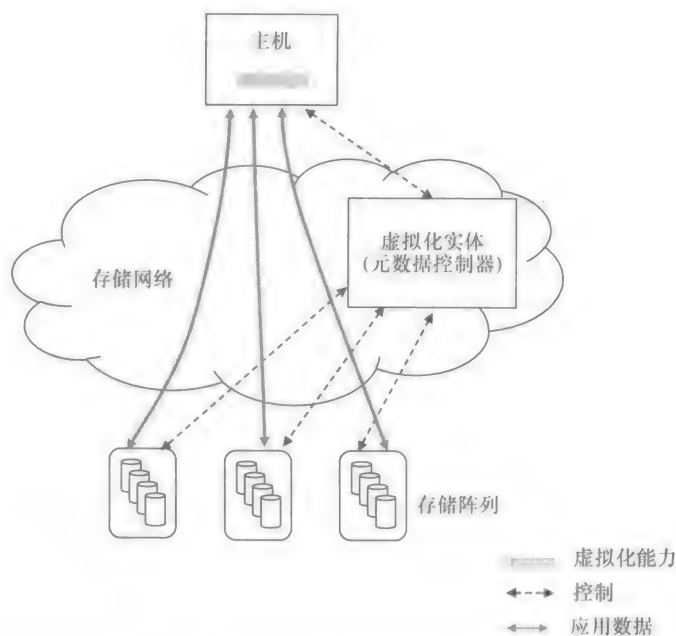 主机
虚拟化实体
(元数据控制器)
存储网络
存储阵列
虚拟化能力
控制
应用数据